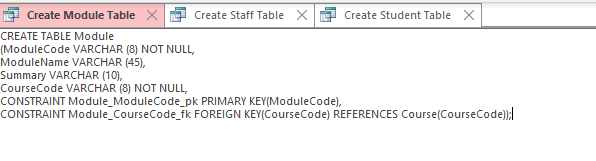 Create Module Table
Create Staff Table
Create Student Table
CREATE TABLE Module
(ModuleCode VARCHAR (8) NOT NULL,
ModuleName VARCHAR (45),
Summary VARCHAR (10),
CourseCode VARCHAR (8) NOT NULL,
CONSTRAINT Module_ModuleCode_pk PRIMARY KEY(ModuleCode),
CONSTRAINT Module_CourseCode_fk FOREIGN KEY(CourseCode) REFERENCES Course(CourseCode));